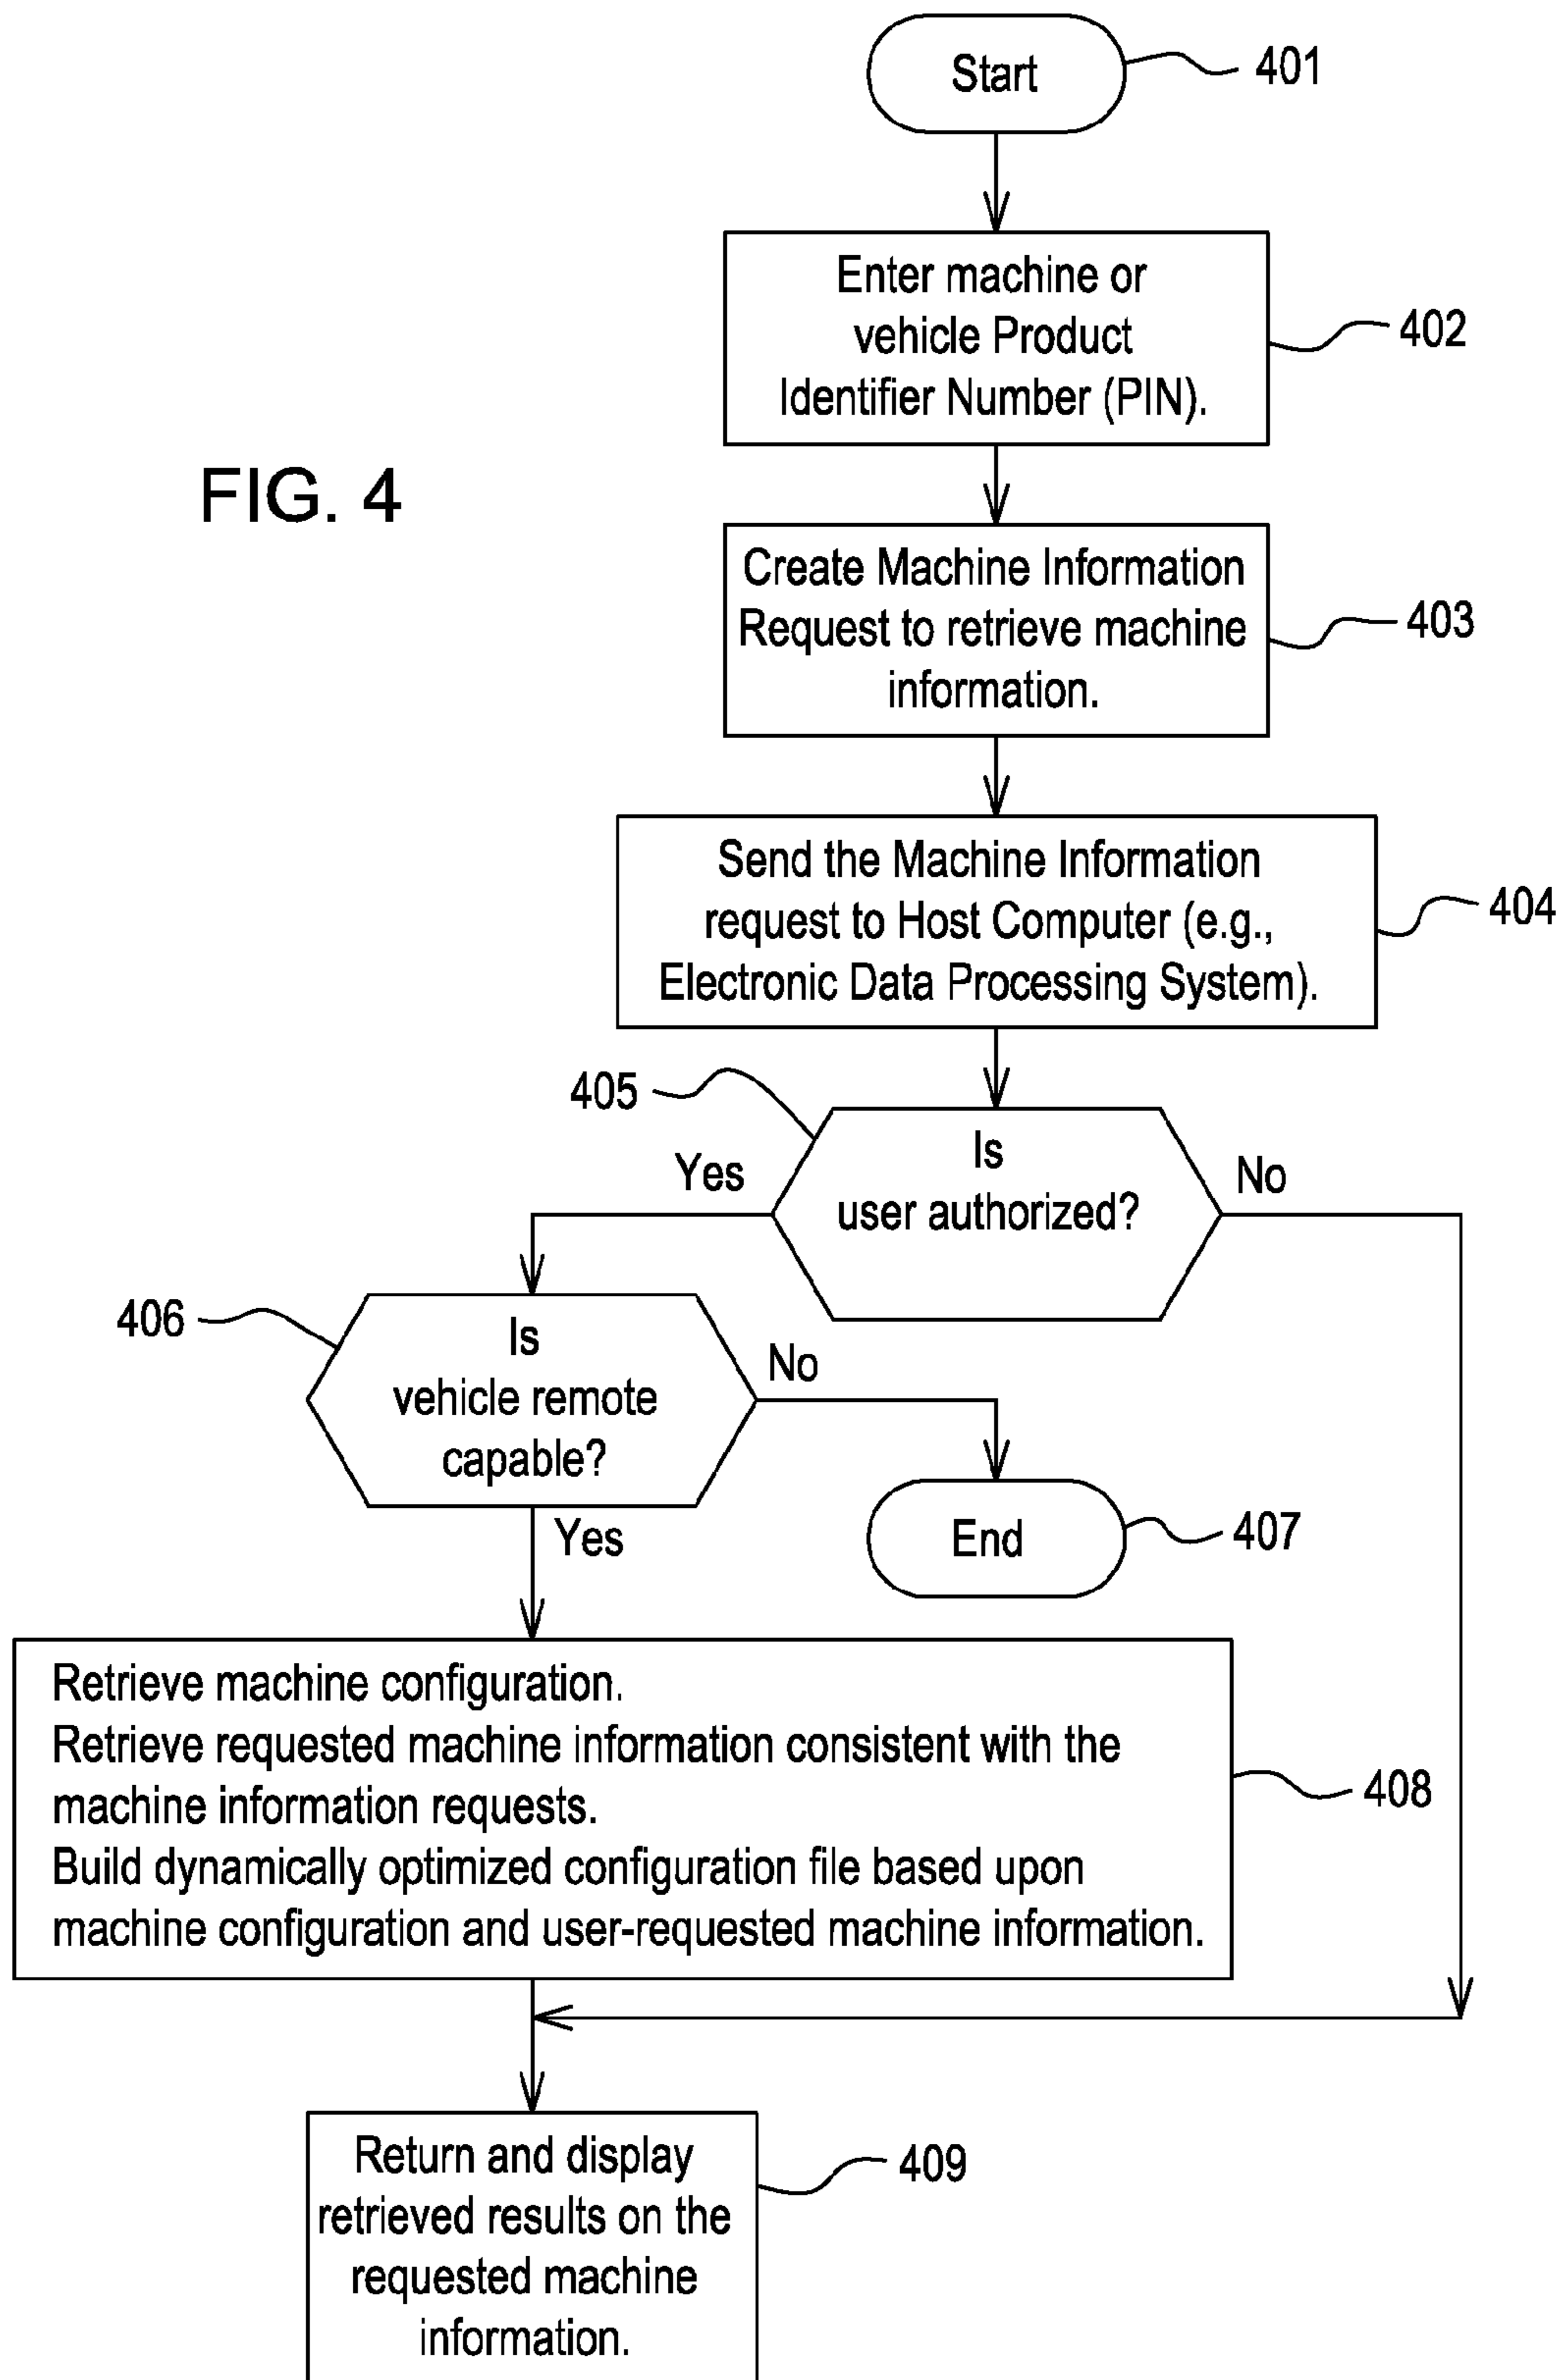 Start
401
Enter machine or
vehicle Product
Identifier Number (PIN).
402
FIG. 4
Create Machine Information
Request to retrieve machine
information.
403
Send the Machine Information
request to Host Computer (e.g.,
Electronic Data Processing System).
404
405
Yes
Is
user authorized?
No
406
Is
vehicle remote
capable?
No
Yes
End
407
Retrieve machine configuration.
Retrieve requested machine information consistent with the
machine information requests.
Build dynamically optimized configuration file based upon
machine configuration and user-requested machine information.
408
Return and display
retrieved results on the
requested machine
information.
409